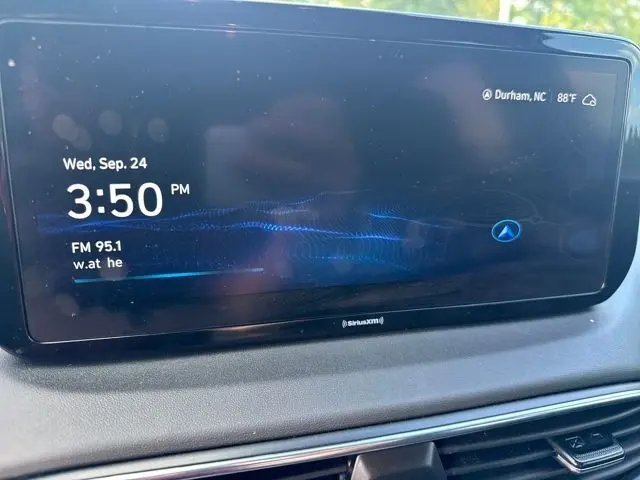 Durham, NC 88°F
Wed, Sep. 24
3:50 PM
FM 95.1
w.at he
((SiriusXM))